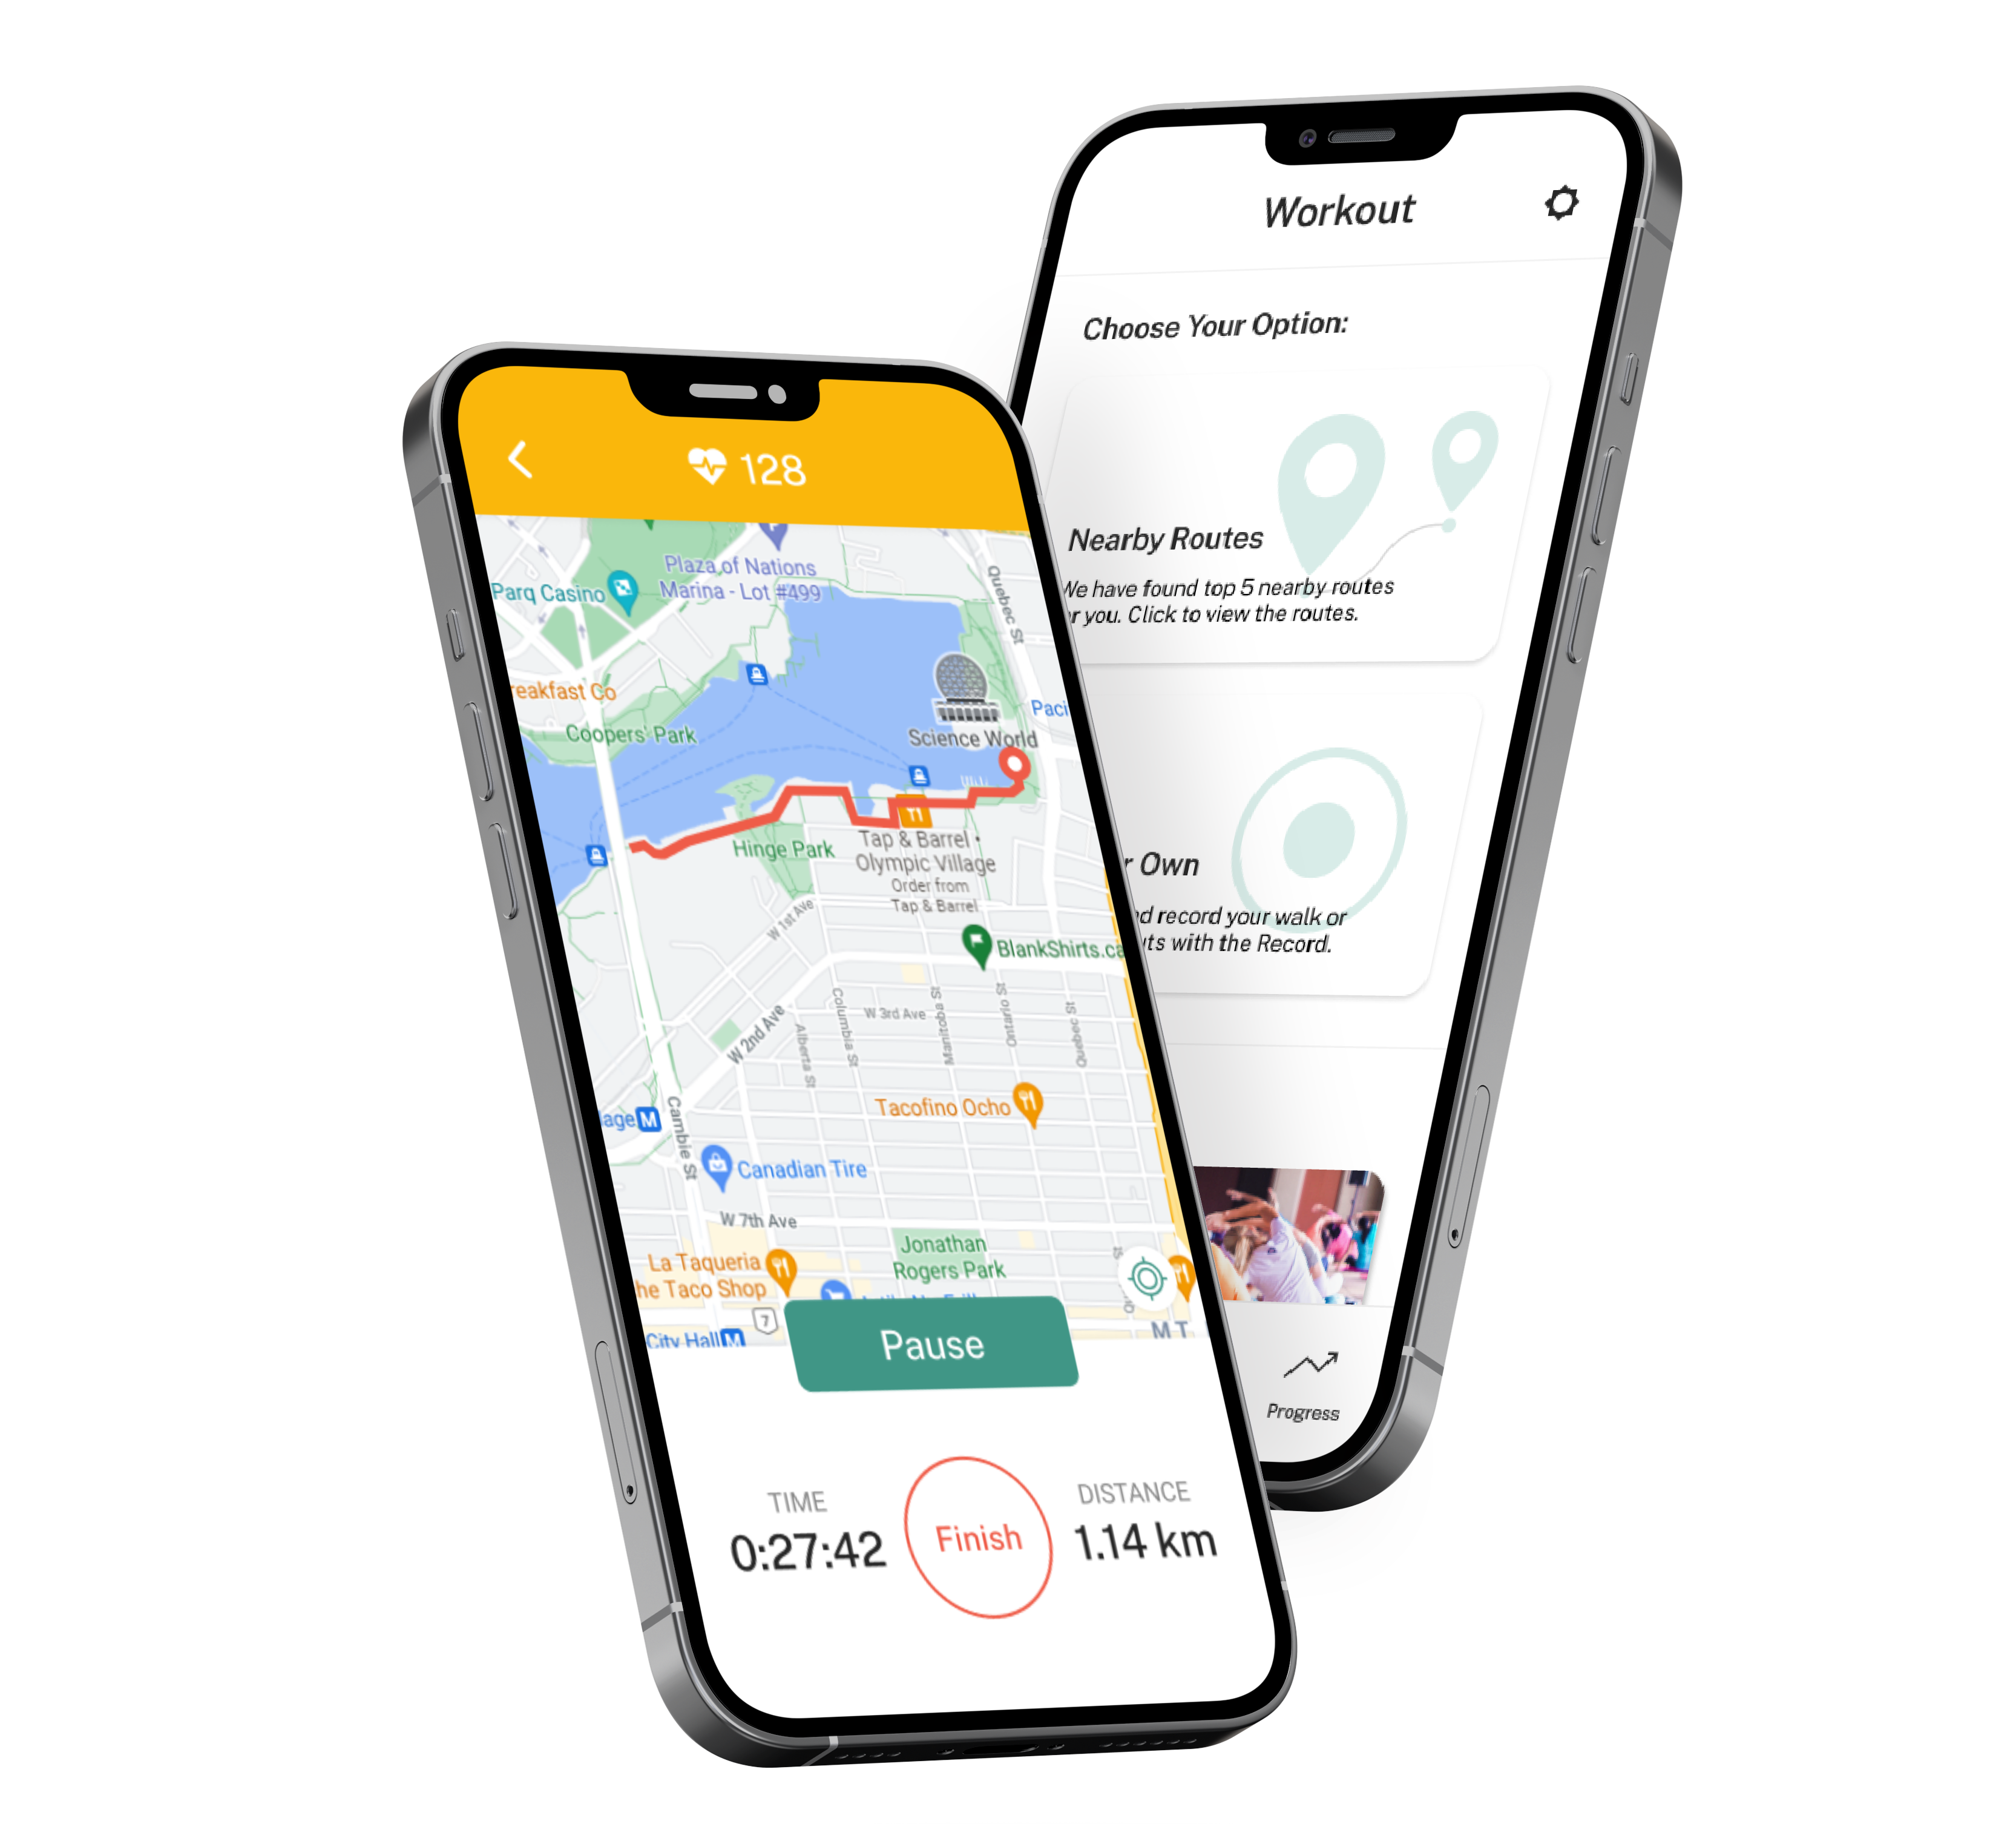 Workout
Choose Your Option:
Nearby Routes
We have found top 5 nearby routes
r you. Click to view the routes.
r Own
nd record your walk or
uts with the Record.
Progress
128
Plaza of Nations
Marina - Lot #499
Parq Casino
Quebec St
reakfast Co
Coopers' Park
Paci
Science World
Hinge Park
Tap & Barrel •
Olympic Village
Order from
Tap & Barrel
W 1st Ave
BlankShirts.ca
W 2nd Ave
Alberta St
Columbia St
W 3rd Ave
Manitoba St
Ontario St
Quebec St
Tacofino Ocho
lageM
Cambie St
Canadian Tire
W 7th Ave
La Taqueria
he Taco Shop
Jonathan
Rogers Park
7
City HallM
M T
Pause
TIME
0:27:42
Finish
DISTANCE
1.14 km